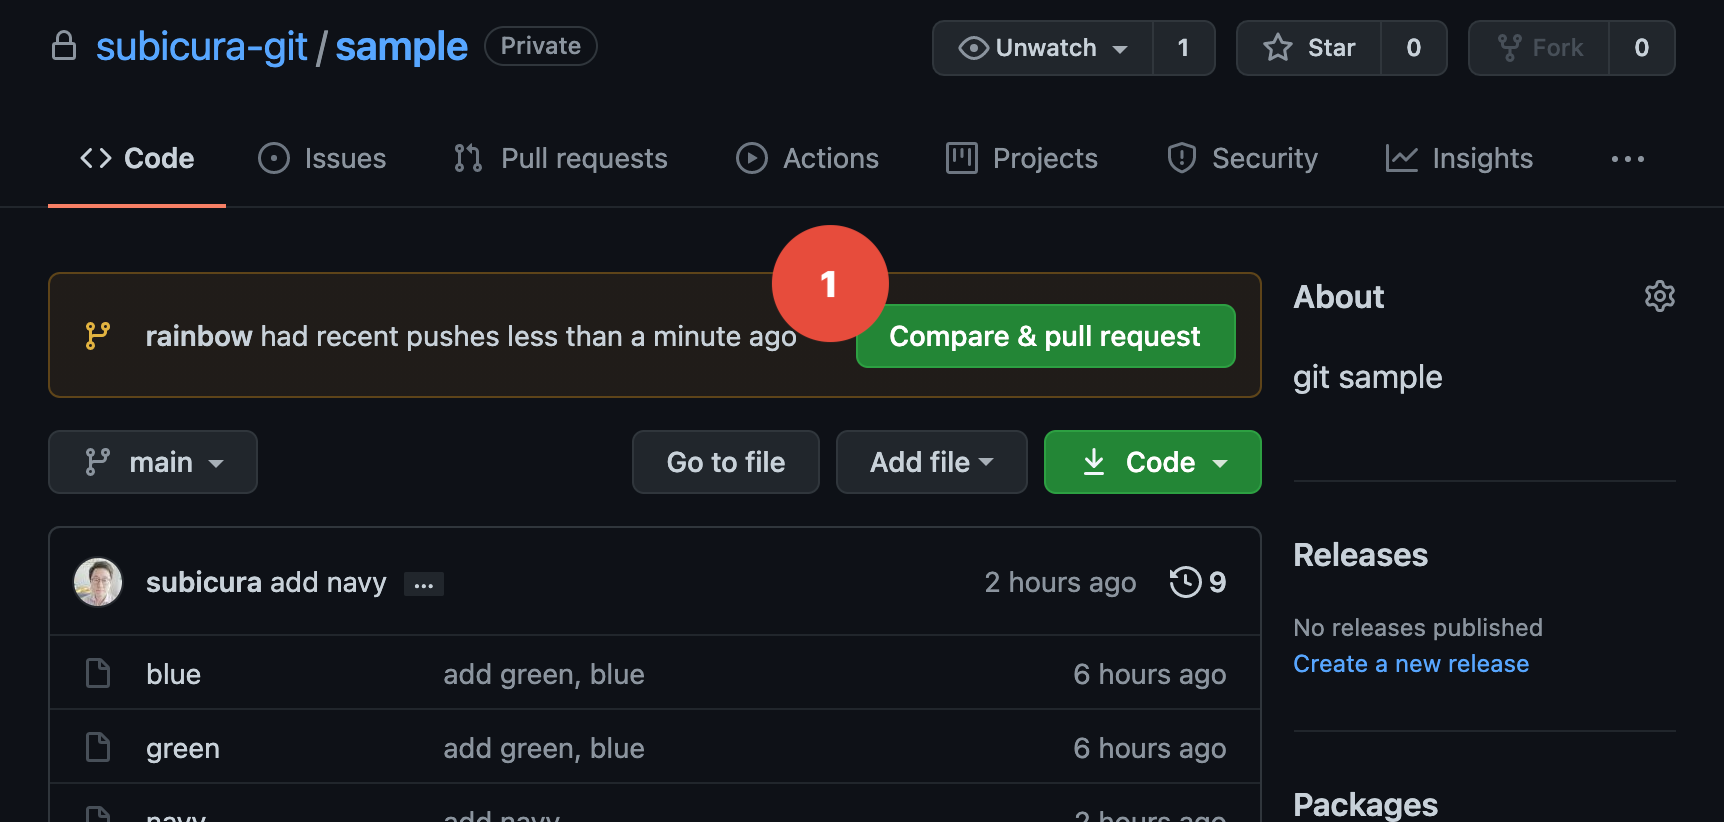 subicura-git / sample Private Unwatch 1 Star 0 Fork 0
Code Issues Pull requests Actions Projects Security Insights ...
1
rainbow had recent pushes less than a minute ago Compare & pull request
About
git sample
main Go to file Add file Code
subicura add navy ... 2 hours ago 9
Releases
No releases published
Create a new release
blue add green, blue 6 hours ago
green add green, blue 6 hours ago
navy add navy 2 hours ago
Packages